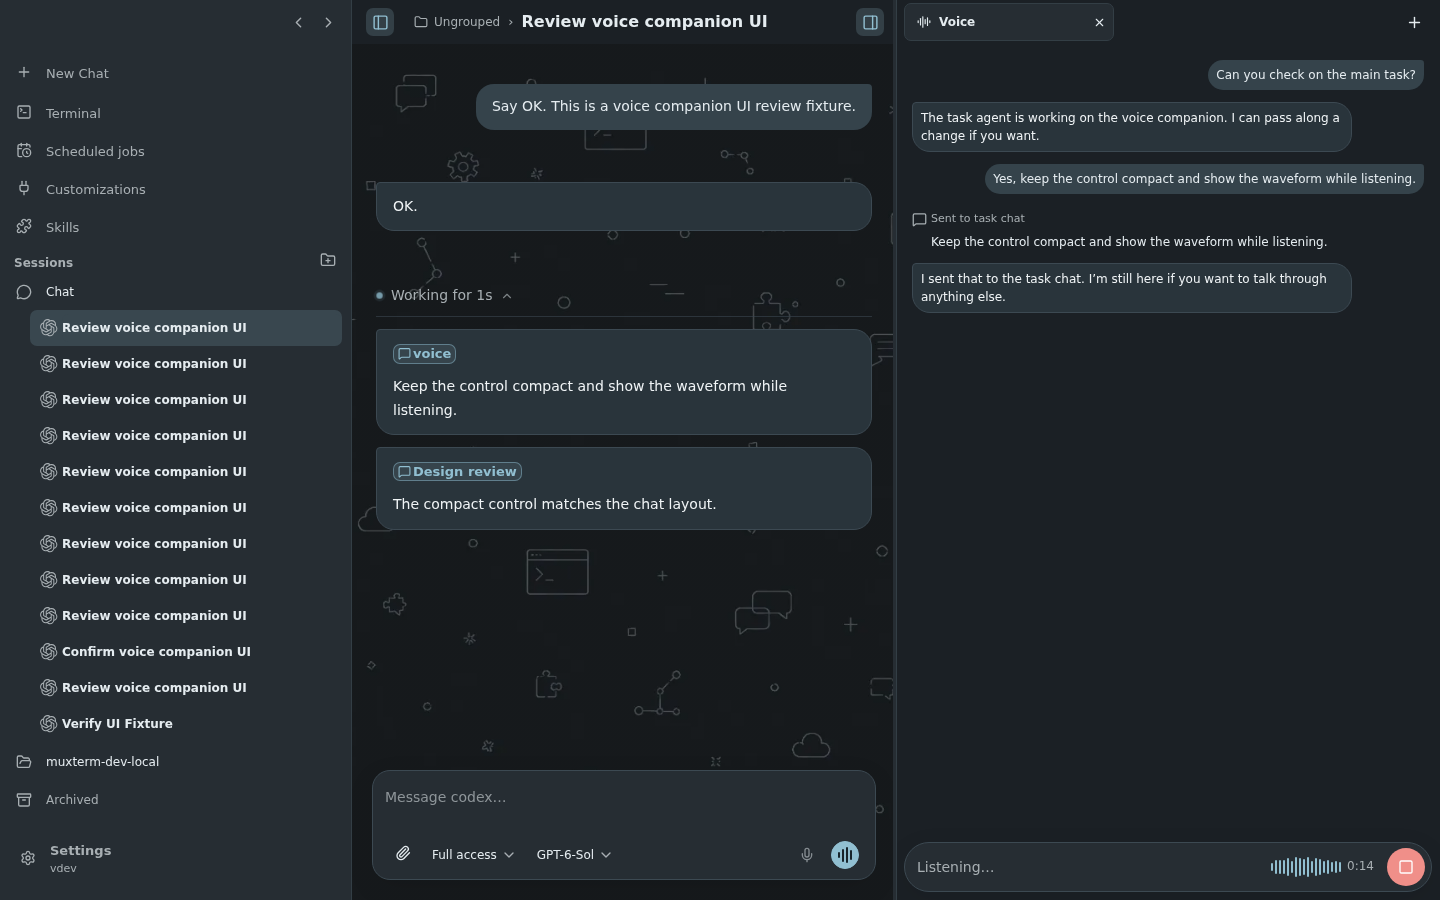 New Chat
Terminal
Scheduled jobs
Customizations
Skills
Sessions
Chat
Review voice companion UI
Review voice companion UI
Review voice companion UI
Review voice companion UI
Review voice companion UI
Review voice companion UI
Review voice companion UI
Review voice companion UI
Review voice companion UI
Confirm voice companion UI
Review voice companion UI
Verify UI Fixture
muxterm-dev-local
Archived
Settings
vdev
Ungrouped › Review voice companion UI
Say OK. This is a voice companion UI review fixture.
OK.
Working for 1s
voice
Keep the control compact and show the waveform while
listening.
Design review
The compact control matches the chat layout.
Message codex…
Full access
GPT-6-Sol
Voice
Can you check on the main task?
The task agent is working on the voice companion. I can pass along a
change if you want.
Yes, keep the control compact and show the waveform while listening.
Sent to task chat
Keep the control compact and show the waveform while listening.
I sent that to the task chat. I’m still here if you want to talk through
anything else.
Listening…
0:14